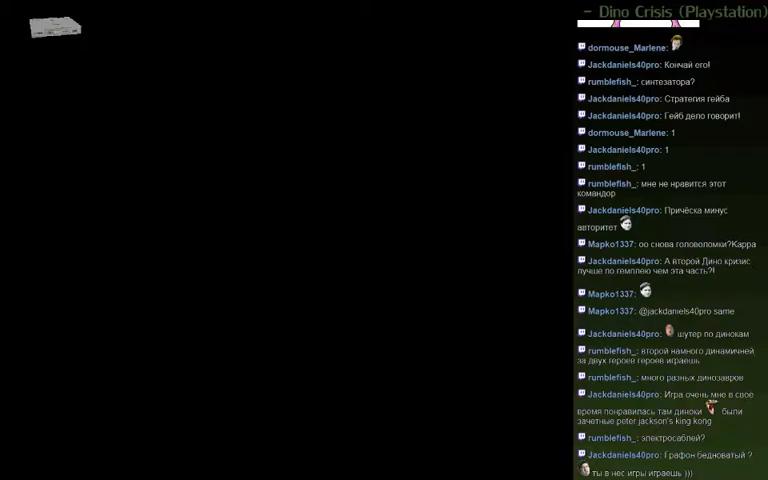 - Dino Crisis (Playstation)
dormouse_Marlene:
Jackdaniels40pro: Кончай его!
rumblefish_: синтезатора?
Jackdaniels40pro: Стратегия гейба
Jackdaniels40pro: Гейб дело говорит!
dormouse_Marlene: 1
Jackdaniels40pro: 1
rumblefish_: 1
rumblefish_: мне не нравится этот
командор
Jackdaniels40pro: Причёска минус
авторитет
Mapko1337: оо снова головоломки?Kappa
Jackdaniels40pro: А второй Дино кризис
лучше по гемплею чем эта часть?!
Mapko1337:
Mapko1337: @jackdaniels40pro same
Jackdaniels40pro: шутер по динокам
rumblefish_: второй намного динамичней
за двух героев героев играешь
rumblefish_: много разных динозавров
Jackdaniels40pro: Игра очень мне в своё
время понравилась там диноки были
зачетные peter jackson's king kong
rumblefish_: электросаблей?
Jackdaniels40pro: Графон бедноватый ?
ты в нес игры играешь )))